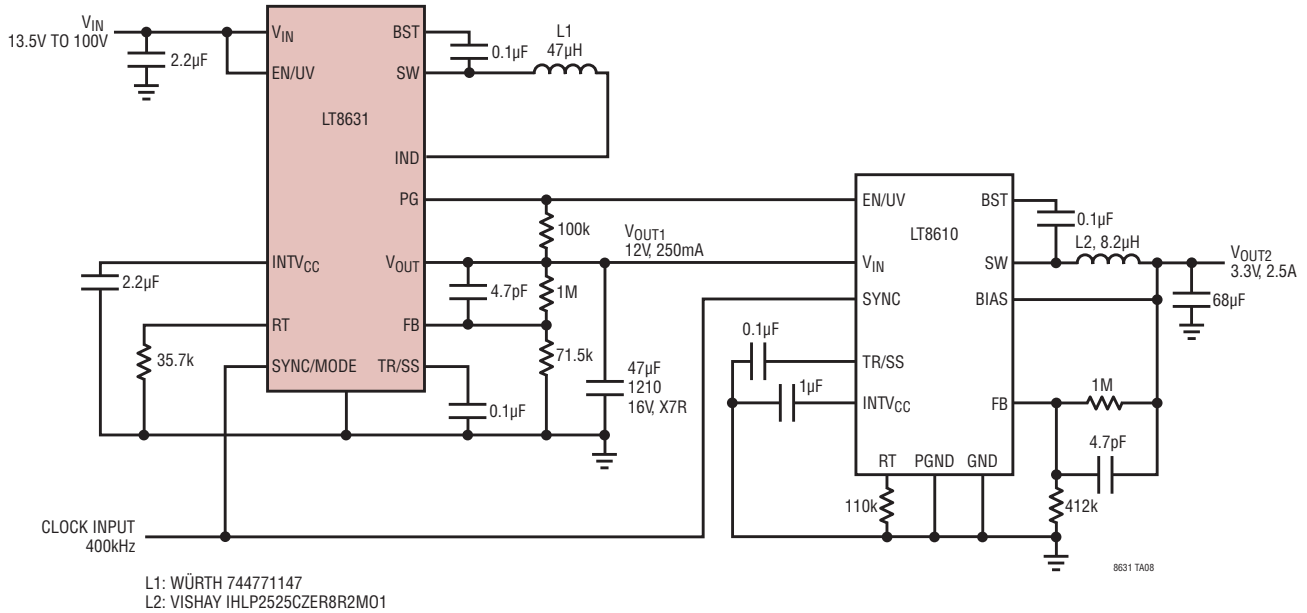 VIN
13.5V TO 100V
2.2µF
VIN
EN/UV
LT8631
INTVCC
RT
SYNC/MODE
BST
SW
IND
PG
VOUT
FB
TR/SS
0.1µF
L1
47µH
2.2µF
35.7k
100k
4.7pF
1M
71.5k
0.1µF
VOUT1
12V, 250mA
47µF
1210
16V, X7R
EN/UV
LT8610
VIN
SYNC
TR/SS
INTVCC
RT
PGND
GND
BST
SW
BIAS
FB
0.1µF
L2, 8.2µH
VOUT2
3.3V, 2.5A
68µF
0.1µF
1µF
1M
4.7pF
412k
110k
CLOCK INPUT
400kHz
8631 TA08
L1: WÜRTH 744771147
L2: VISHAY IHLP2525CZER8R2MO1